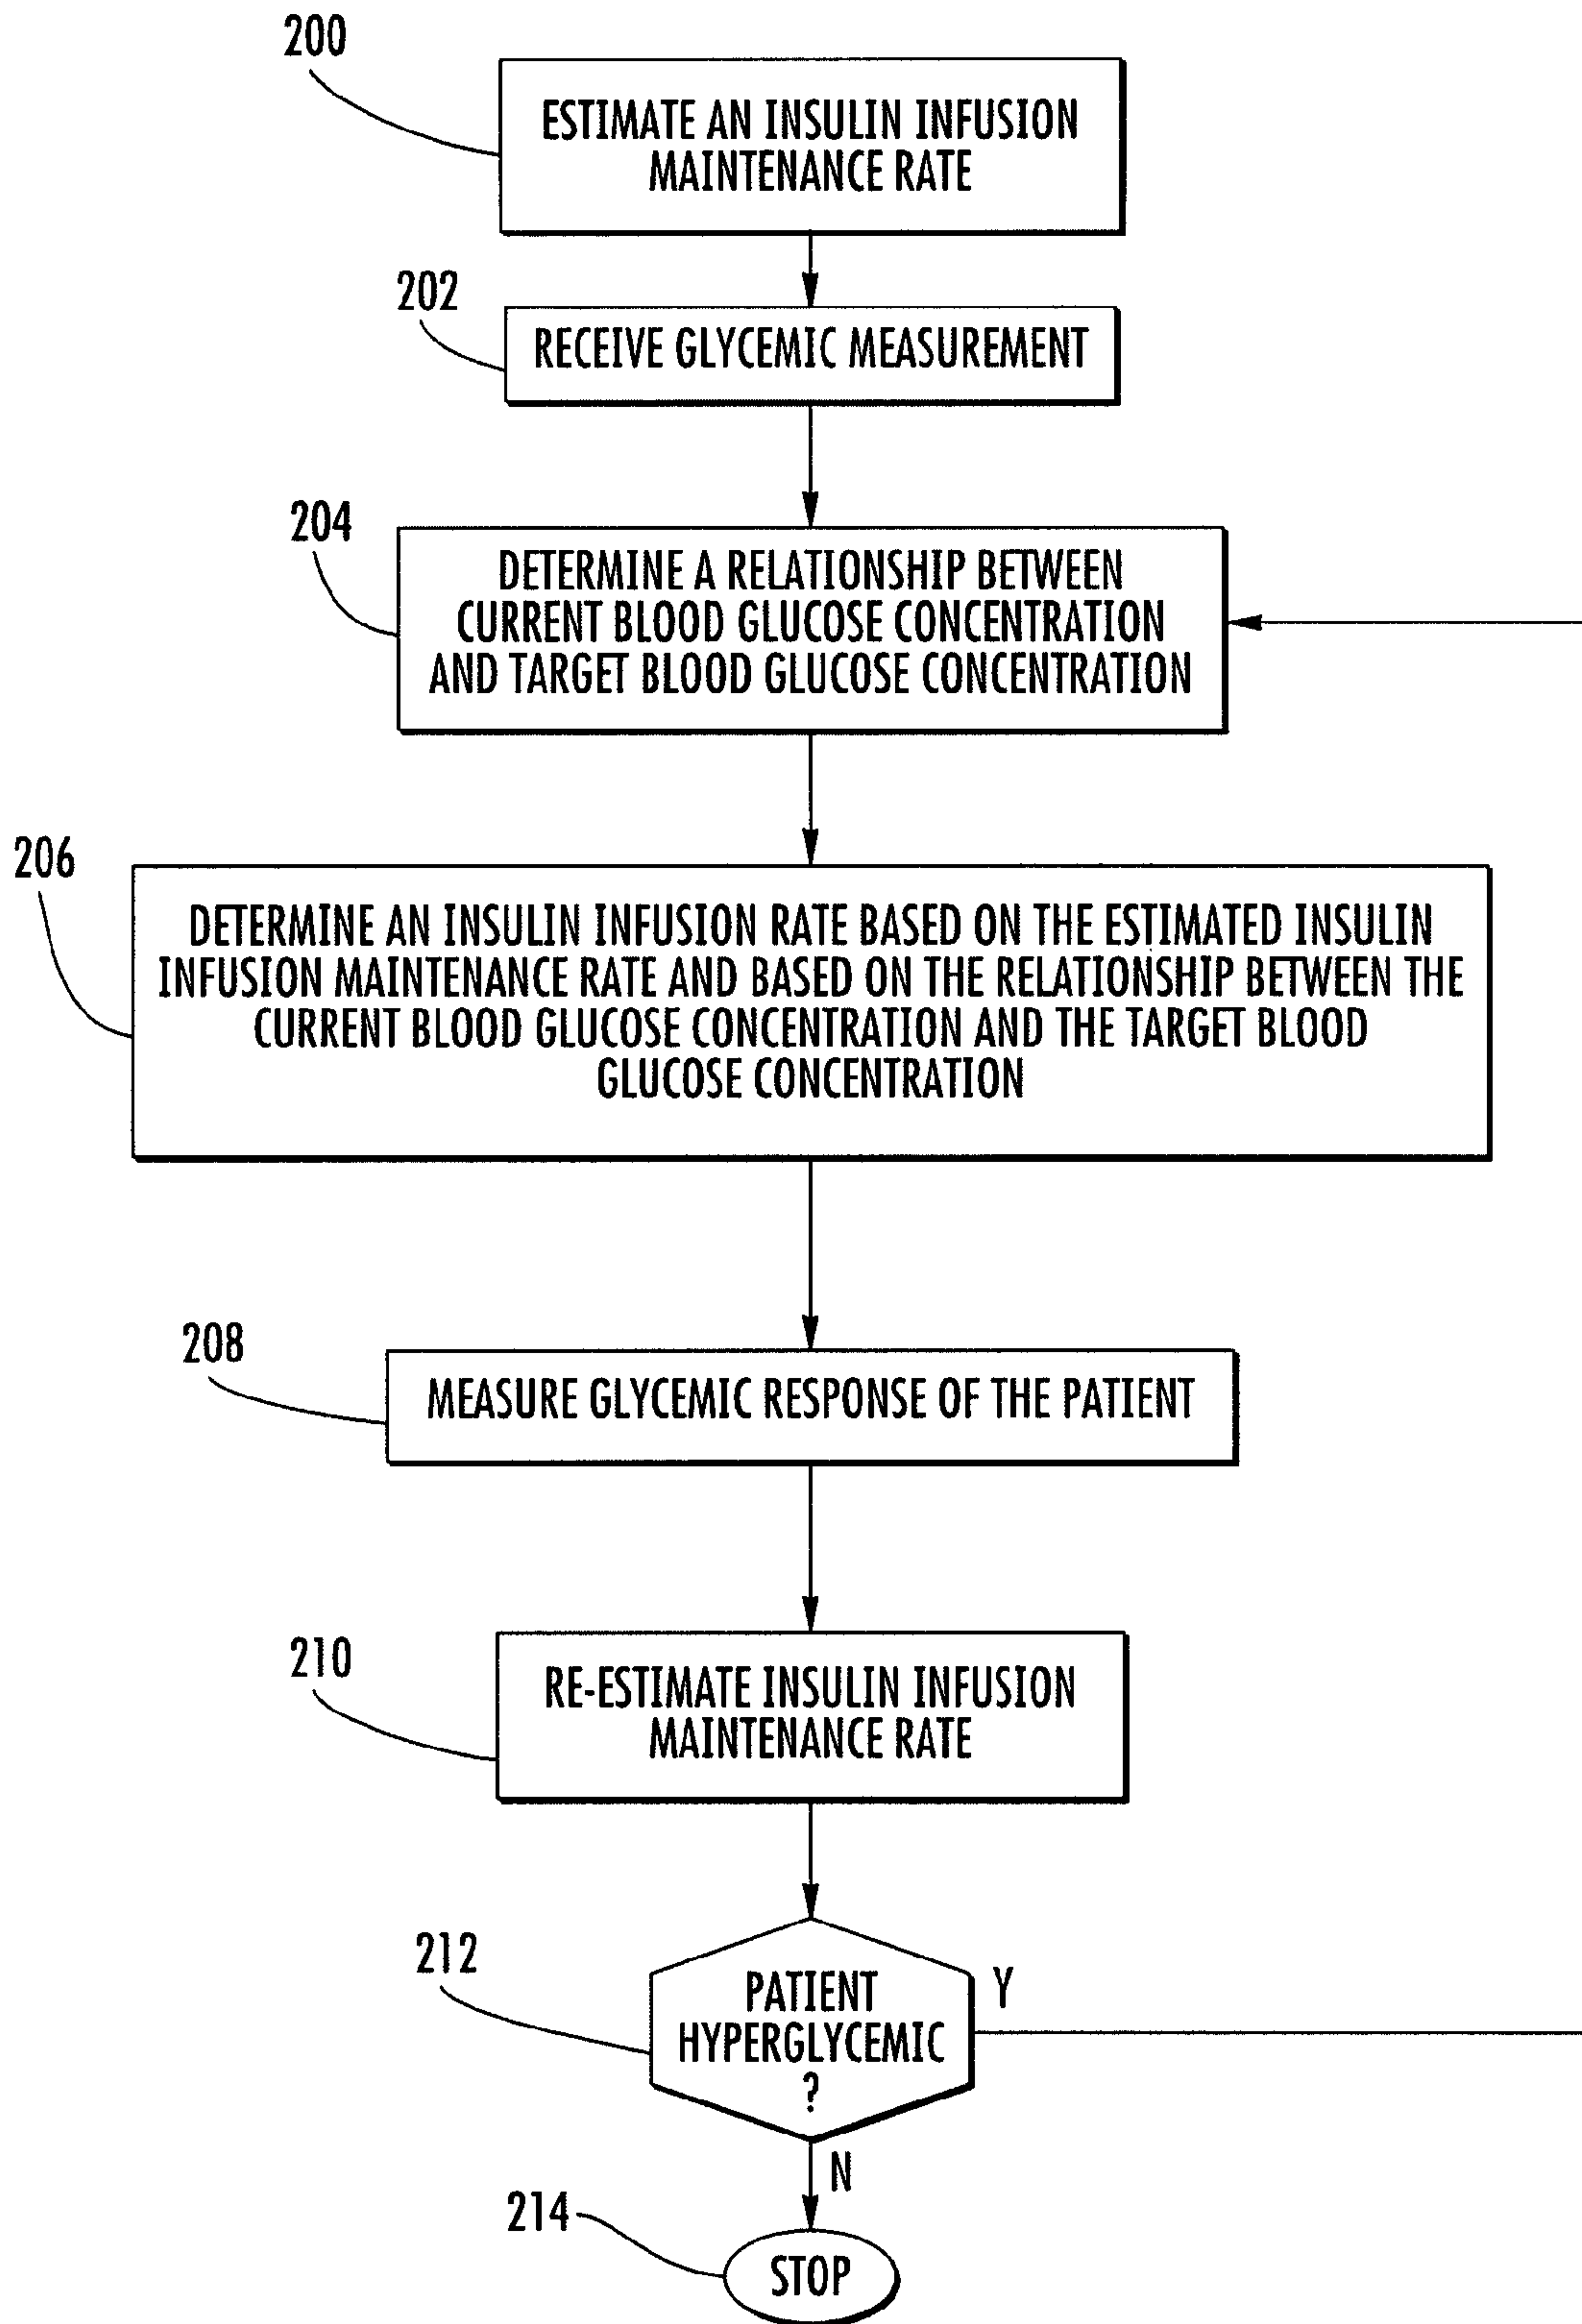 200
ESTIMATE AN INSULIN INFUSION
MAINTENANCE RATE
202
RECEIVE GLYCEMIC MEASUREMENT
204
DETERMINE A RELATIONSHIP BETWEEN
CURRENT BLOOD GLUCOSE CONCENTRATION
AND TARGET BLOOD GLUCOSE CONCENTRATION
206
DETERMINE AN INSULIN INFUSION RATE BASED ON THE ESTIMATED INSULIN
INFUSION MAINTENANCE RATE AND BASED ON THE RELATIONSHIP BETWEEN THE
CURRENT BLOOD GLUCOSE CONCENTRATION AND THE TARGET BLOOD
GLUCOSE CONCENTRATION
208
MEASURE GLYCEMIC RESPONSE OF THE PATIENT
210
RE-ESTIMATE INSULIN INFUSION
MAINTENANCE RATE
212
PATIENT
HYPERGLYCEMIC
?
Y
N
214
STOP